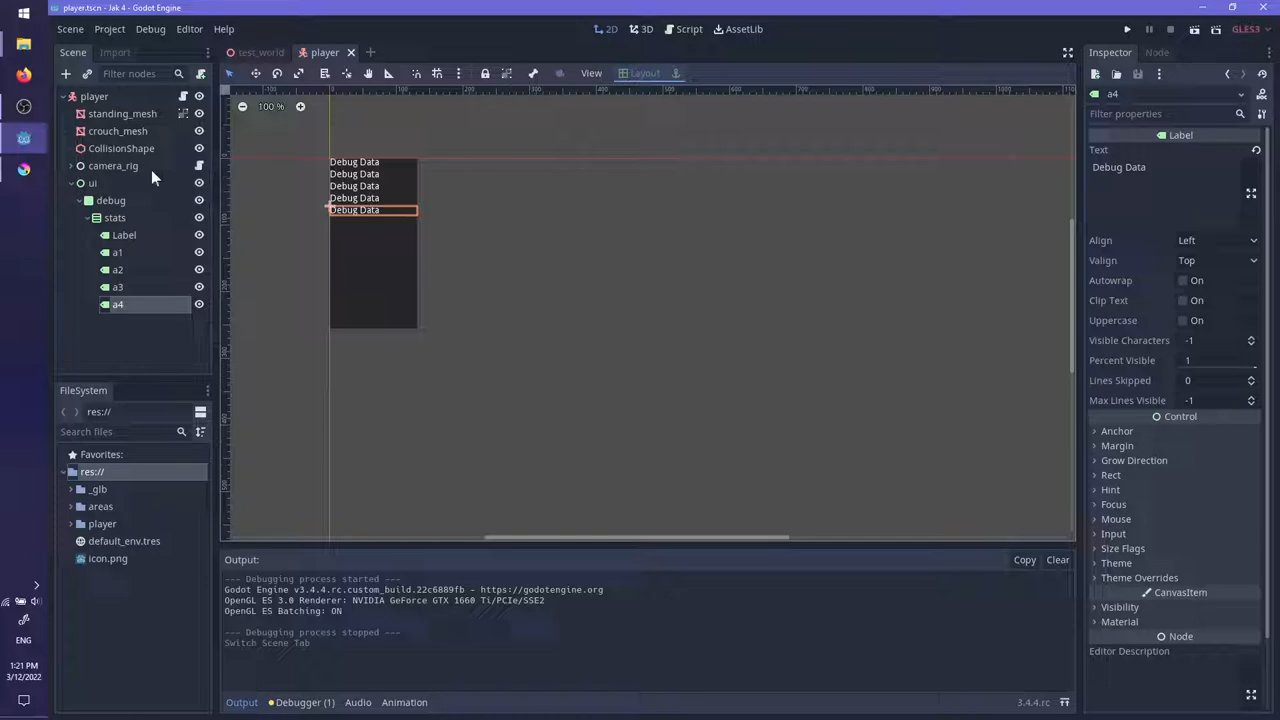 player.tscn - Jak 4 - Godot Engine
Scene Project Debug Editor Help
2D 3D Script AssetLib
GLES3
Scene Import
test_world player
Inspector Node
Filter nodes
View Layout
player
standing_mesh
crouch_mesh
CollisionShape
camera_rig
ui
debug
stats
Label
a1
a2
a3
a4
FileSystem
res://
Search files
Favorites:
res://
_glb
areas
player
default_env.tres
icon.png
100 %
Debug Data
Debug Data
Debug Data
Debug Data
Debug Data
Output:
Copy Clear
--- Debugging process started ---
Godot Engine v3.4.4.rc.custom_build.22c6889fb - https://godotengine.org
OpenGL ES 3.0 Renderer: NVIDIA GeForce GTX 1660 Ti/PCIe/SSE2
OpenGL ES Batching: ON
--- Debugging process stopped ---
Switch Scene Tab
Output Debugger (1) Audio Animation
3.4.4.rc
a4
Filter properties
Label
Text
Debug Data
Align Left
Valign Top
Autowrap On
Clip Text On
Uppercase On
Visible Characters -1
Percent Visible 1
Lines Skipped 0
Max Lines Visible -1
Control
Anchor
Margin
Grow Direction
Rect
Hint
Focus
Mouse
Input
Size Flags
Theme
Theme Overrides
CanvasItem
Visibility
Material
Node
Editor Description
ENG
1:21 PM
3/12/2022